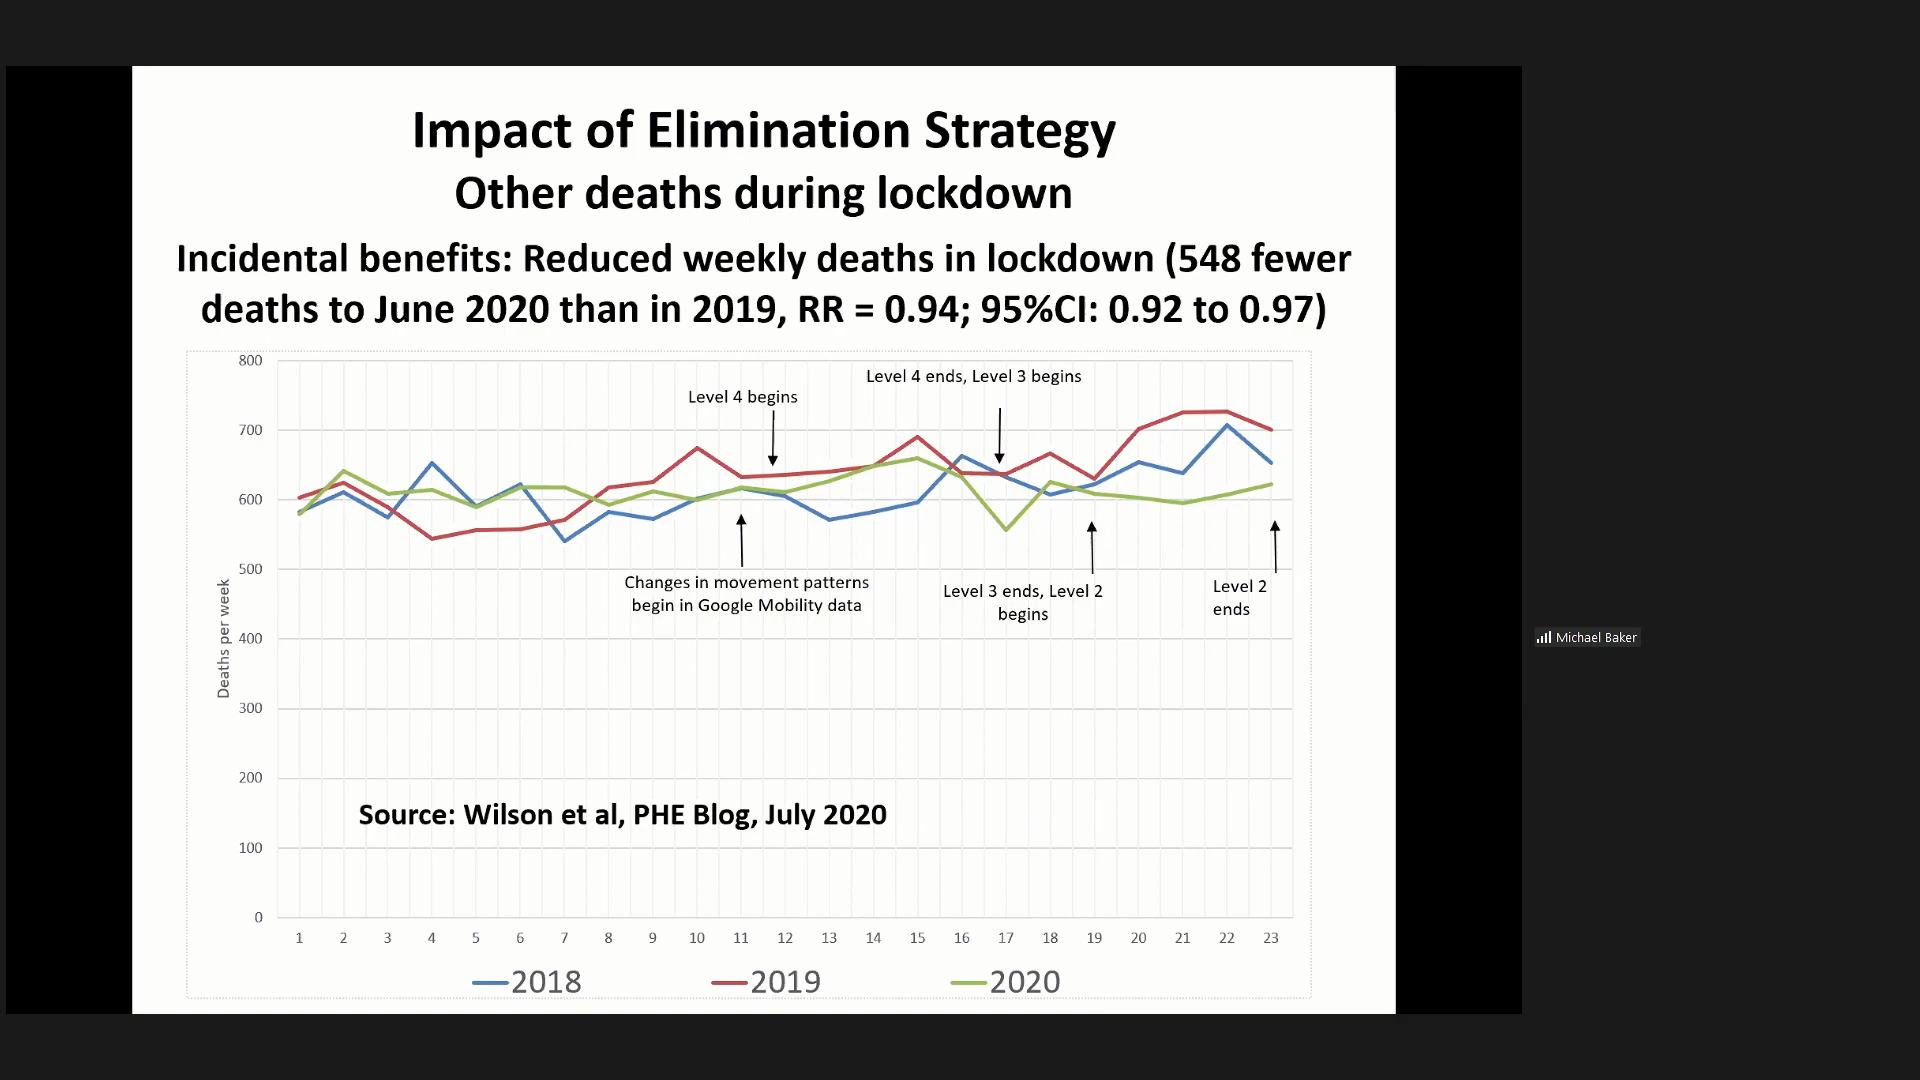 Impact of Elimination Strategy
Other deaths during lockdown
Incidental benefits: Reduced weekly deaths in lockdown (548 fewer
deaths to June 2020 than in 2019, RR = 0.94; 95%CI: 0.92 to 0.97)
800
700
600
500
400
300
200
100
0
Deaths per week
Level 4 begins
Level 4 ends, Level 3 begins
Changes in movement patterns
begin in Google Mobility data
Level 3 ends, Level 2
begins
Level 2
ends
Source: Wilson et al, PHE Blog, July 2020
1 2 3 4 5 6 7 8 9 10 11 12 13 14 15 16 17 18 19 20 21 22 23
2018 2019 2020
Michael Baker